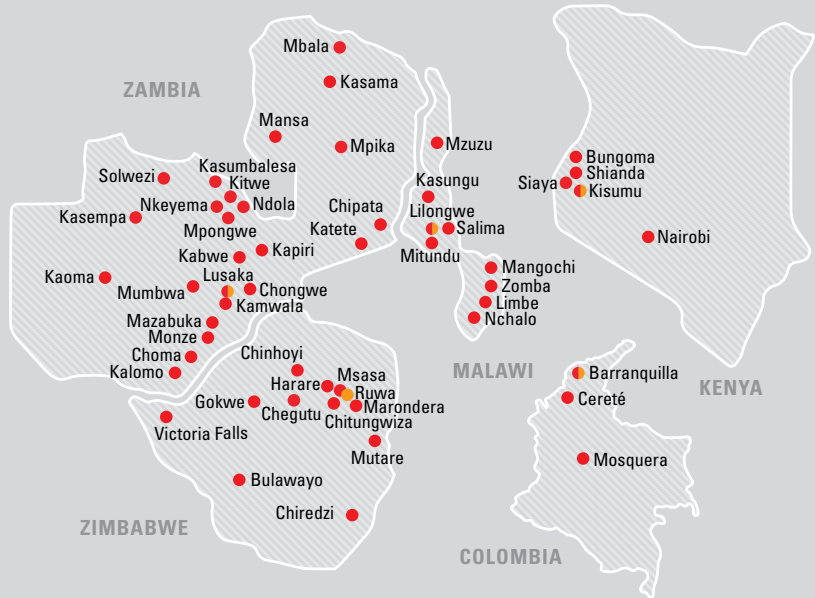 Mbala
Kasama
ZAMBIA
Mansa
Mpika
Solwezi
Kasumbalesa
Kitwe
Nkeyema
Ndola
Kasempa
Mpongwe
Chipata
Katete
Kabwe
Kapiri
Kaoma
Lusaka
Mumbwa
Chongwe
Kamwala
Mazabuka
Monze
Choma
Kalomo
Mzuzu
Kasungu
Lilongwe
Salima
Mitundu
Mangochi
Zomba
Limbe
Nchalo
MALAWI
Bungoma
Shianda
Siaya
Kisumu
Nairobi
KENYA
Chinhoyi
Msasa
Harare
Ruwa
Gokwe
Chegutu
Marondera
Chitungwiza
Victoria Falls
Mutare
Bulawayo
Chiredzi
ZIMBABWE
Barranquilla
Cereté
Mosquera
COLOMBIA